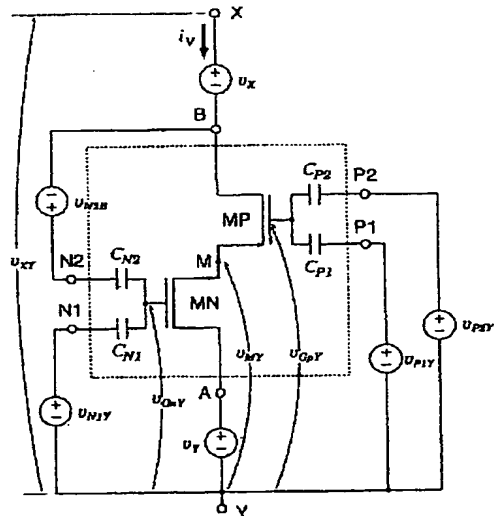 X
i_V
v_X
B
C_P2
P2
v_N2B
MP
P1
C_N2
C_P1
v_XY
N2
M
N1
MN
C_N1
v_MY
v_GpY
v_P2Y
v_P1Y
v_GnY
A
v_N1Y
v_Y
Y